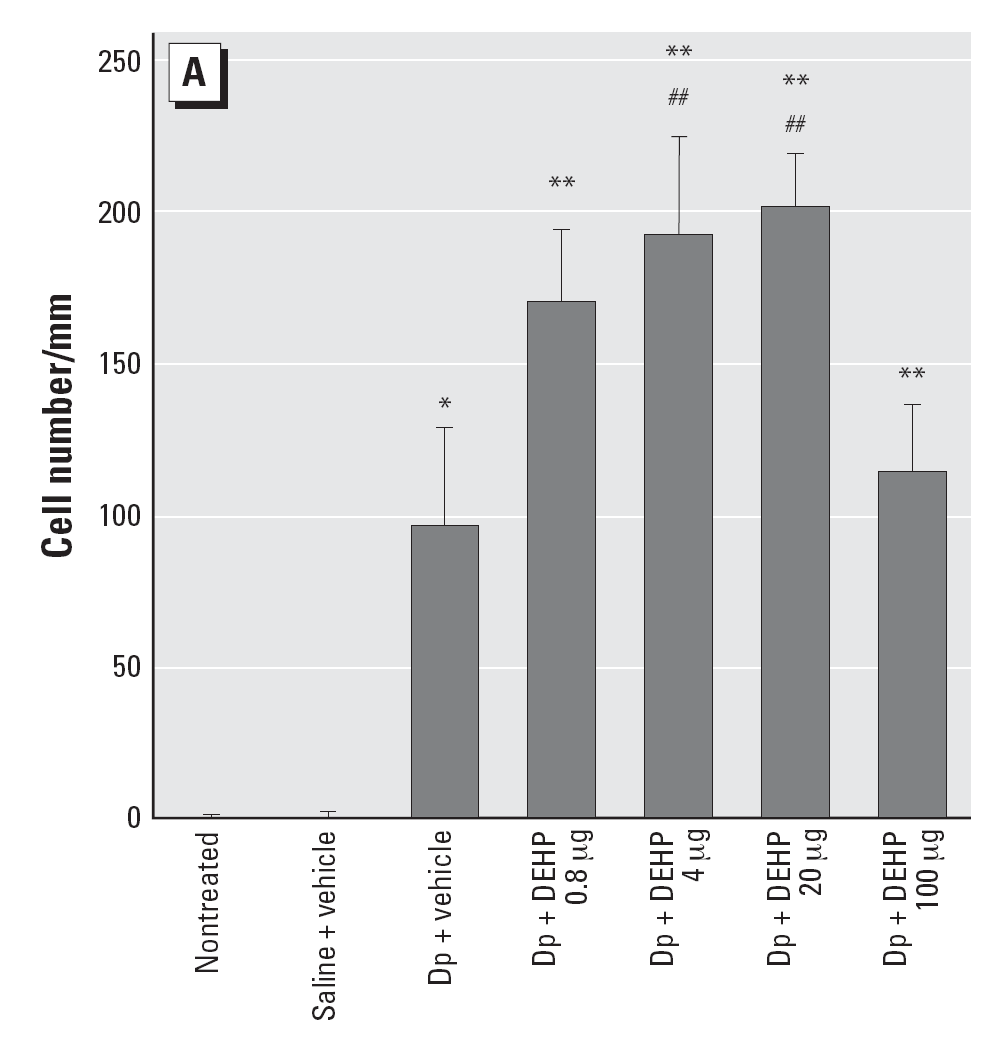 A
Cell number/mm
250
200
150
100
50
0
*
**
**
##
**
##
**
Nontreated
Saline + vehicle
Dp + vehicle
Dp + DEHP
0.8 µg
Dp + DEHP
4 µg
Dp + DEHP
20 µg
Dp + DEHP
100 µg